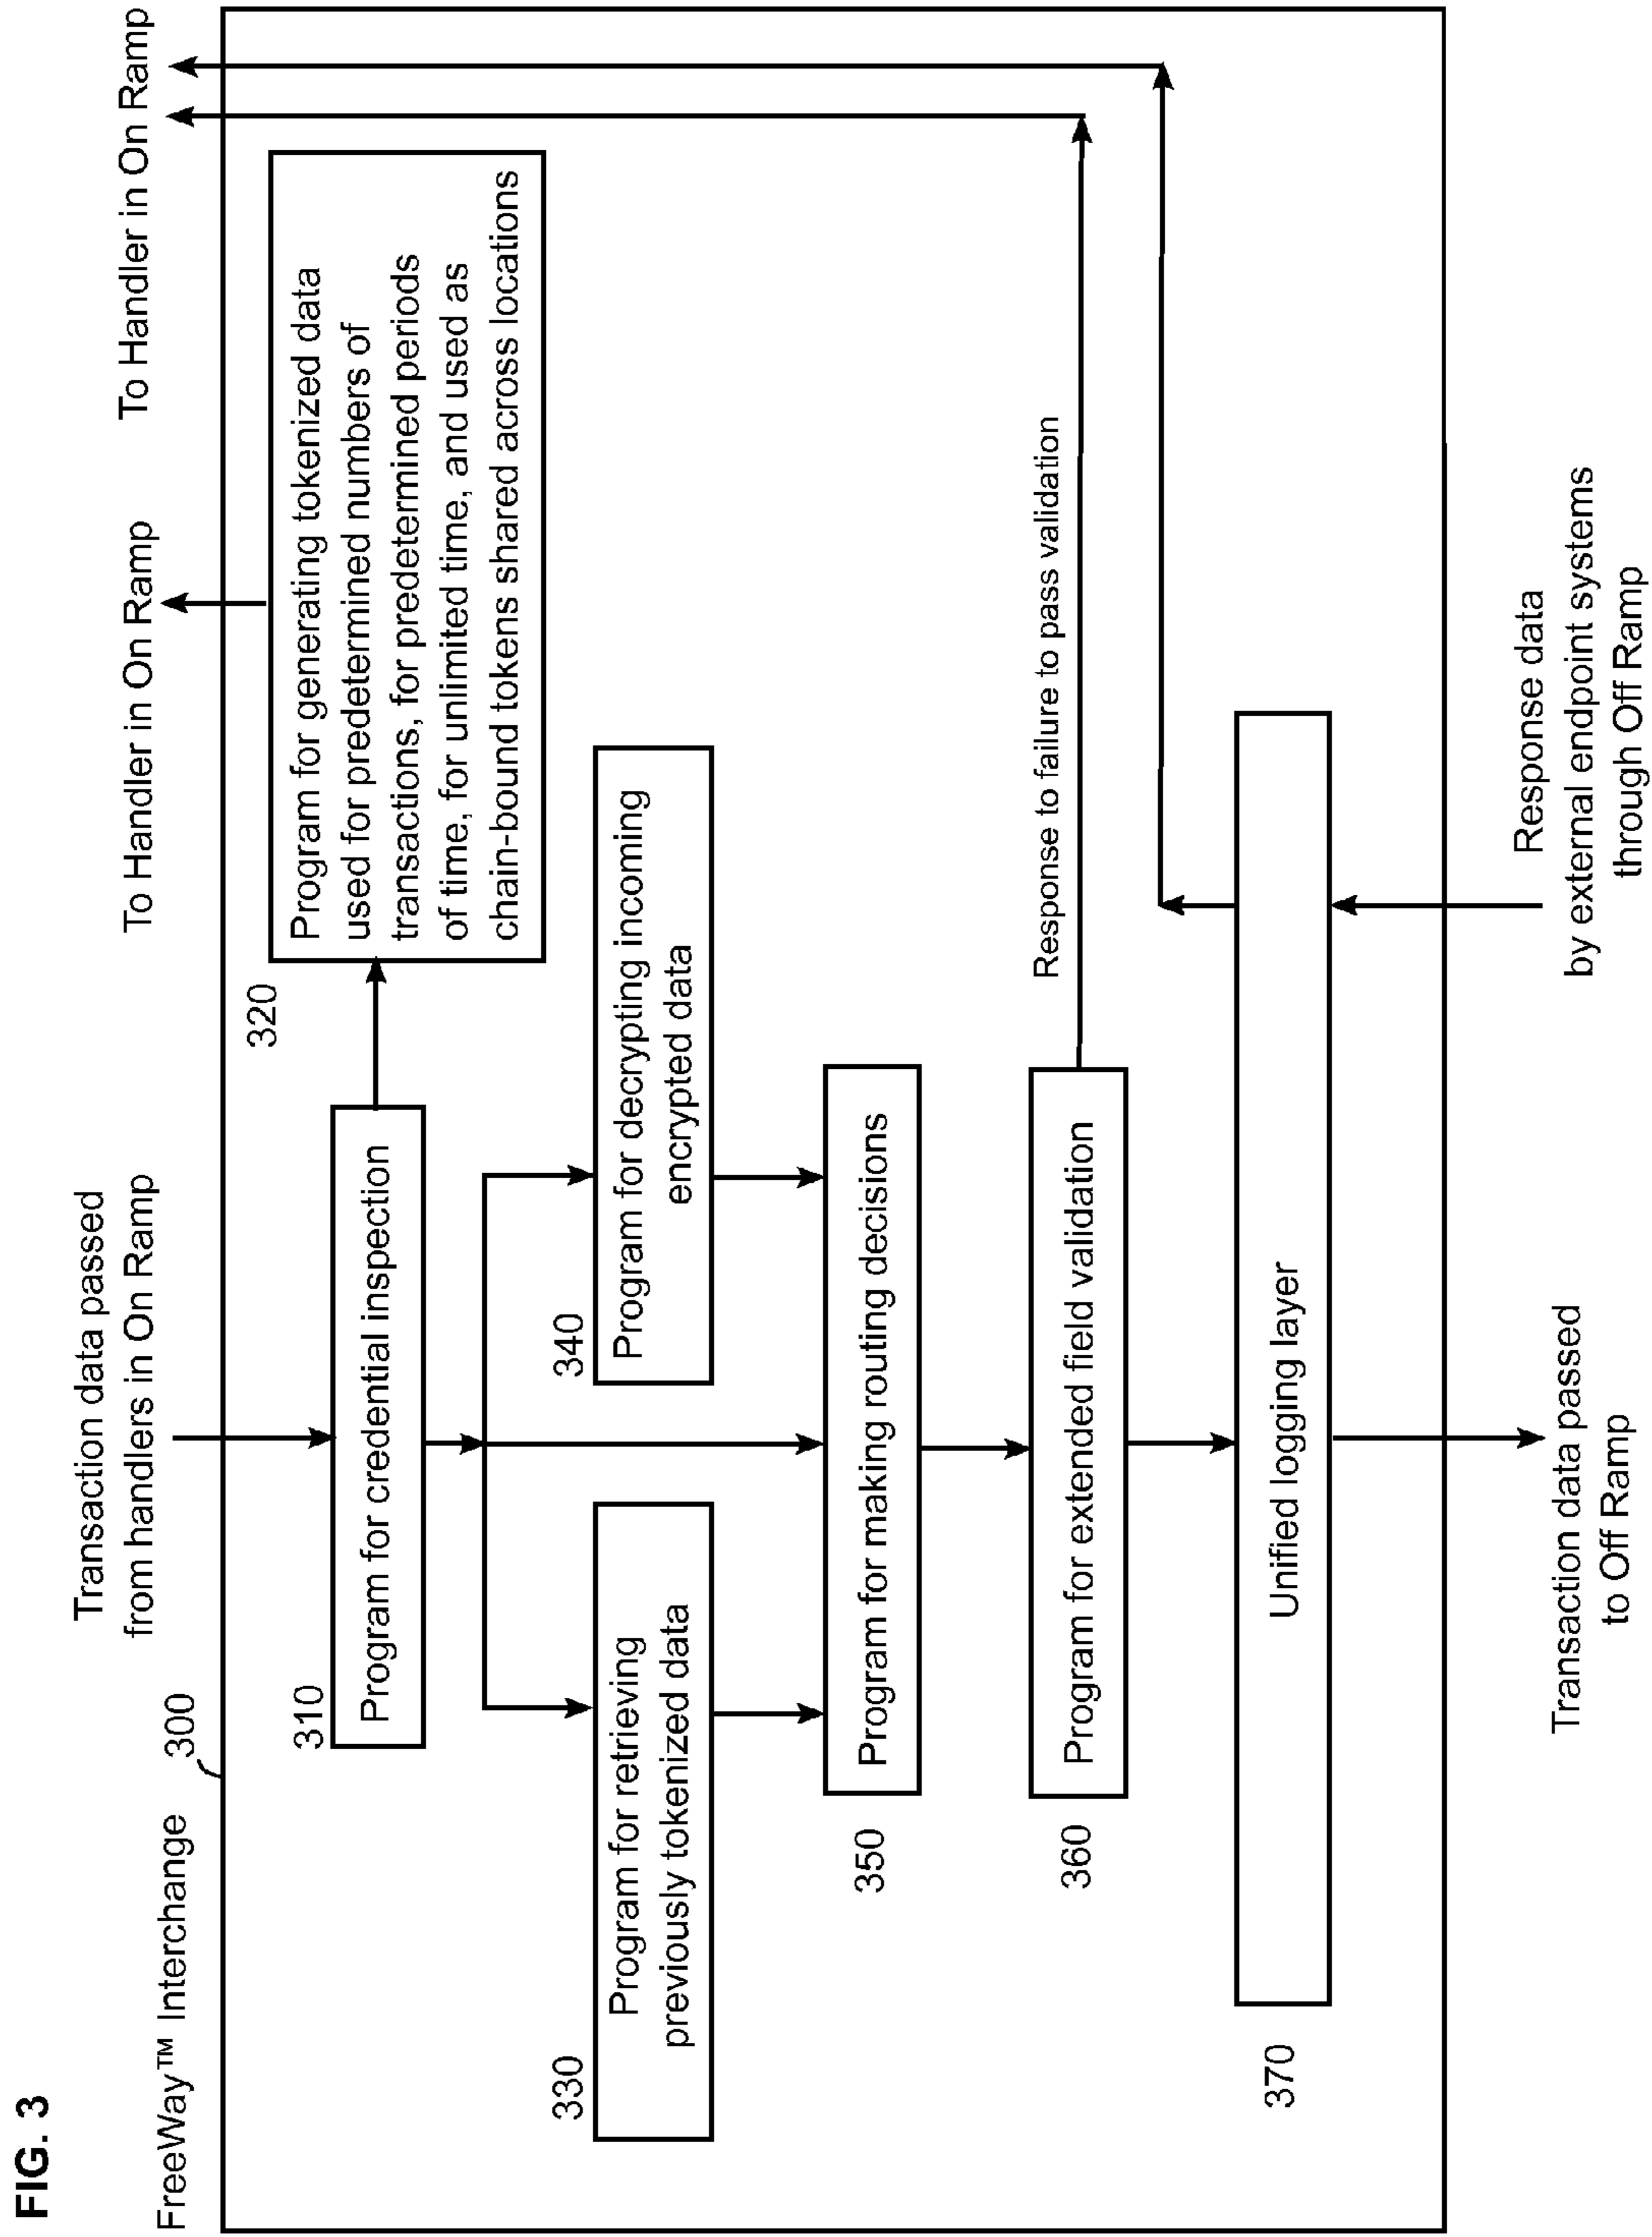 FIG. 3
FreeWay™ Interchange
300
Transaction data passed
from handlers in On Ramp
To Handler in On Ramp
To Handler in On Ramp
310
Program for credential inspection
320
Program for generating tokenized data
used for predetermined numbers of
transactions, for predetermined periods
of time, for unlimited time, and used as
chain-bound tokens shared across locations
330
Program for retrieving
previously tokenized data
340
Program for decrypting incoming
encrypted data
350
Program for making routing decisions
360
Program for extended field validation
Response to failure to pass validation
370
Unified logging layer
Transaction data passed
to Off Ramp
Response data
by external endpoint systems
through Off Ramp